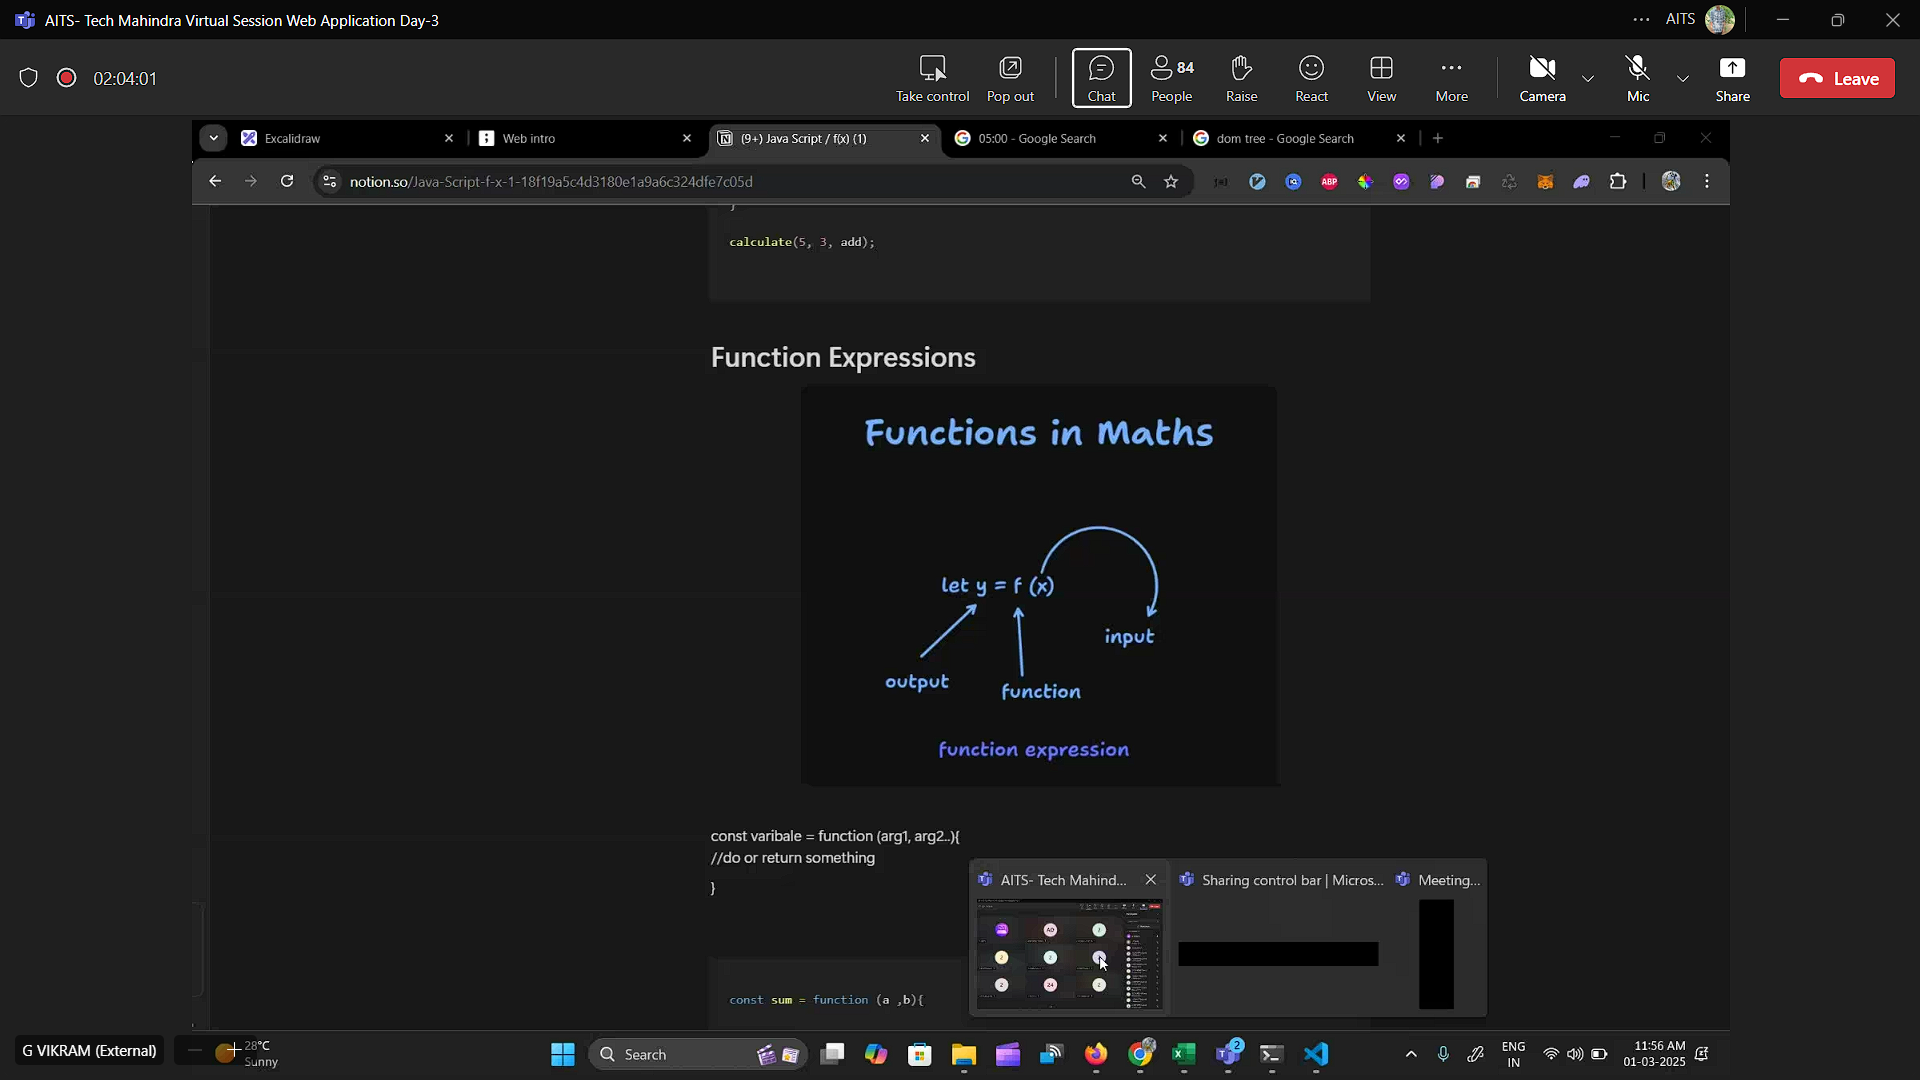 AITS- Tech Mahindra Virtual Session Web Application Day-3
AITS
02:04:01
Take control
Pop out
Chat
84
People
Raise
React
View
More
Camera
Mic
Share
Leave
Excalidraw
Web intro
(9+) Java Script / f(x) (1)
05:00 - Google Search
dom tree - Google Search
notion.so/Java-Script-f-x-1-18f19a5c4d3180e1a9a6c324dfe7c05d
ABP
}
calculate(5, 3, add);
Function Expressions
Functions in Maths
let y = f (x)
input
output
function
function expression
const varibale = function (arg1, arg2..){
//do or return something
}
AITS- Tech Mahind...
Sharing control bar | Micros...
Meeting...
const sum = function (a ,b){
G VIKRAM (External)
28°C
Sunny
Search
2
ENG
IN
11:56 AM
01-03-2025